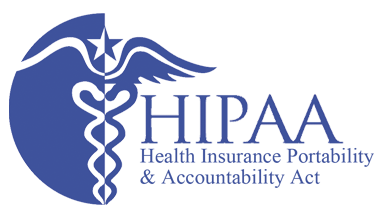 HIPAA
Health Insurance Portability
& Accountability Act